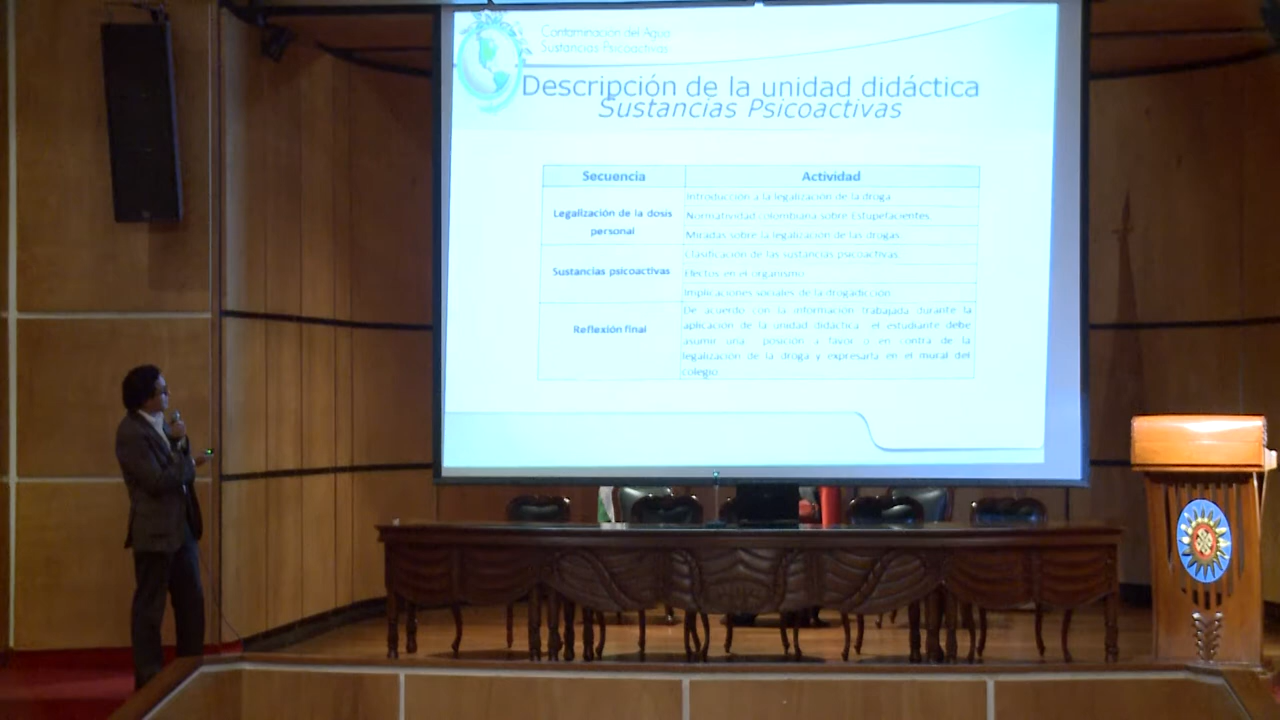 Contaminación del Agua
Sustancias Psicoactivas
Descripción de la unidad didáctica
Sustancias Psicoactivas
Secuencia
Actividad
Legalización de la dosis
personal
Introducción a la legalización de la droga
Normatividad colombiana sobre Estupefacientes
Miradas sobre la legalización de las drogas
Sustancias psicoactivas
Clasificación de las sustancias psicoactivas
Efectos en el organismo
Implicaciones sociales de la drogadicción
Reflexión final
De acuerdo con la información trabajada durante la
aplicación de la unidad didáctica el estudiante debe
asumir una posición a favor o en contra de la
legalización de la droga y expresarla en el mural del
colegio